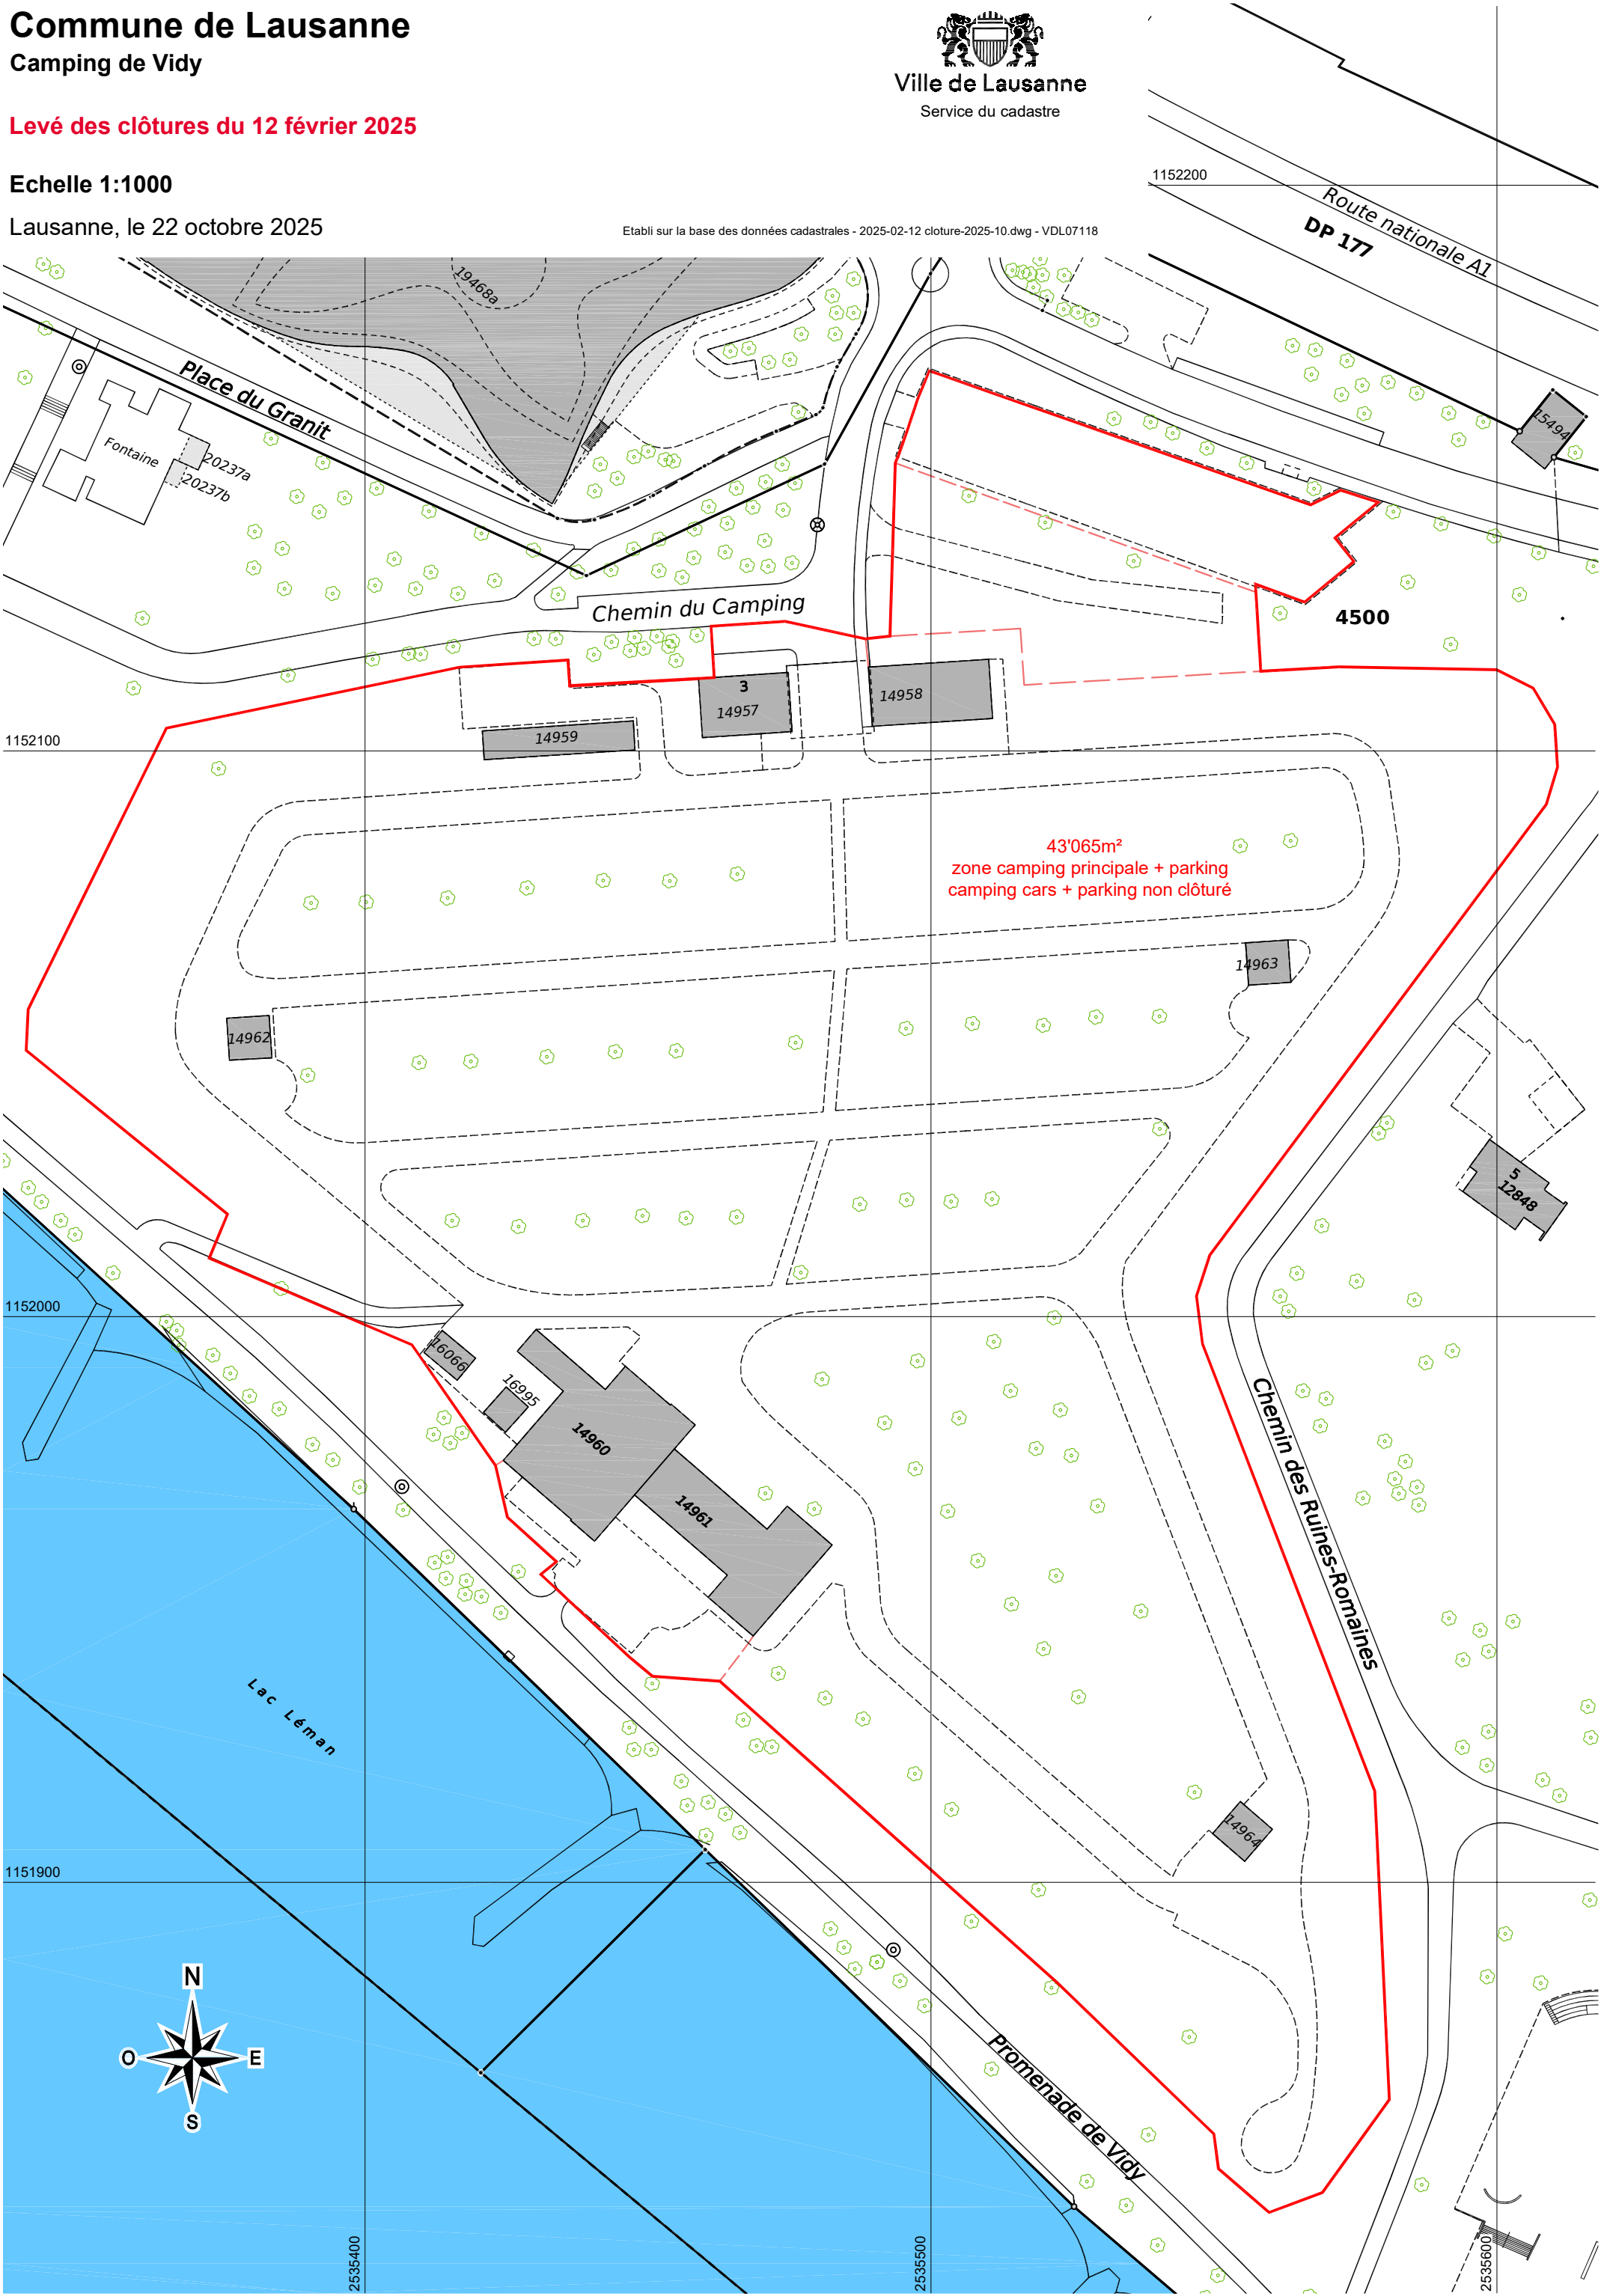 Commune de Lausanne
Camping de Vidy
Levé des clôtures du 12 février 2025
Echelle 1:1000
Lausanne, le 22 octobre 2025
Ville de Lausanne
Service du cadastre
Etabli sur la base des données cadastrales - 2025-02-12 cloture-2025-10.dwg - VDL07118
1152200
Route nationale A1
DP 177
19468a
Place du Granit
Fontaine
20237a
20237b
15494
Chemin du Camping
4500
3
14957
14958
14959
1152100
43'065m²
zone camping principale + parking
camping cars + parking non clôturé
14963
14962
5
12848
1152000
16066
16995
14960
14961
Chemin des Ruines-Romaines
Lac Léman
14964
1151900
N
O
E
S
Promenade de Vidy
2535400
2535500
2535600